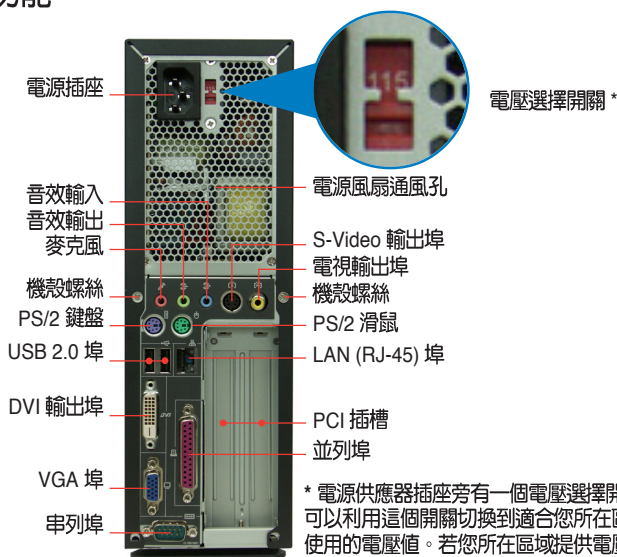 電源插座
115
電壓選擇開關 *
電源風扇通風孔
音效輸入
音效輸出
麥克風
S-Video 輸出埠
電視輸出埠
機殼螺絲
機殼螺絲
PS/2 鍵盤
PS/2 滑鼠
USB 2.0 埠
LAN (RJ-45) 埠
DVI 輸出埠
PCI 插槽
並列埠
VGA 埠
串列埠
* 電源供應器插座旁有一個電壓選擇開
可以利用這個開關切換到適合您所在區
使用的電壓值。若您所在區域提供電壓